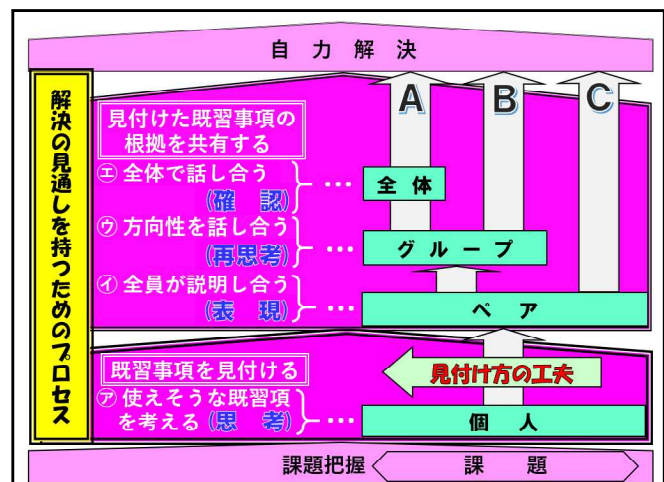 自力解決
解決の見通しを持つためのプロセス
A
B
C
見付けた既習事項の
根拠を共有する
㋓ 全体で話し合う
(確 認)
…
全体
㋒ 方向性を話し合う
(再思考)
…
グループ
㋑ 全員が説明し合う
(表 現)
…
ペア
既習事項を見付ける
見付け方の工夫
㋐ 使えそうな既習項
を考える (思 考)
…
個人
課題把握
課題